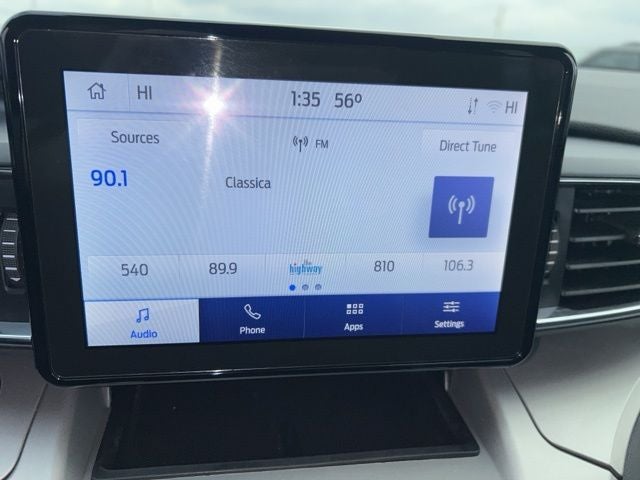 HI 1:35 56° HI
Sources FM Direct Tune
90.1 Classica
540 89.9 the highway 810 106.3
Audio Phone Apps Settings